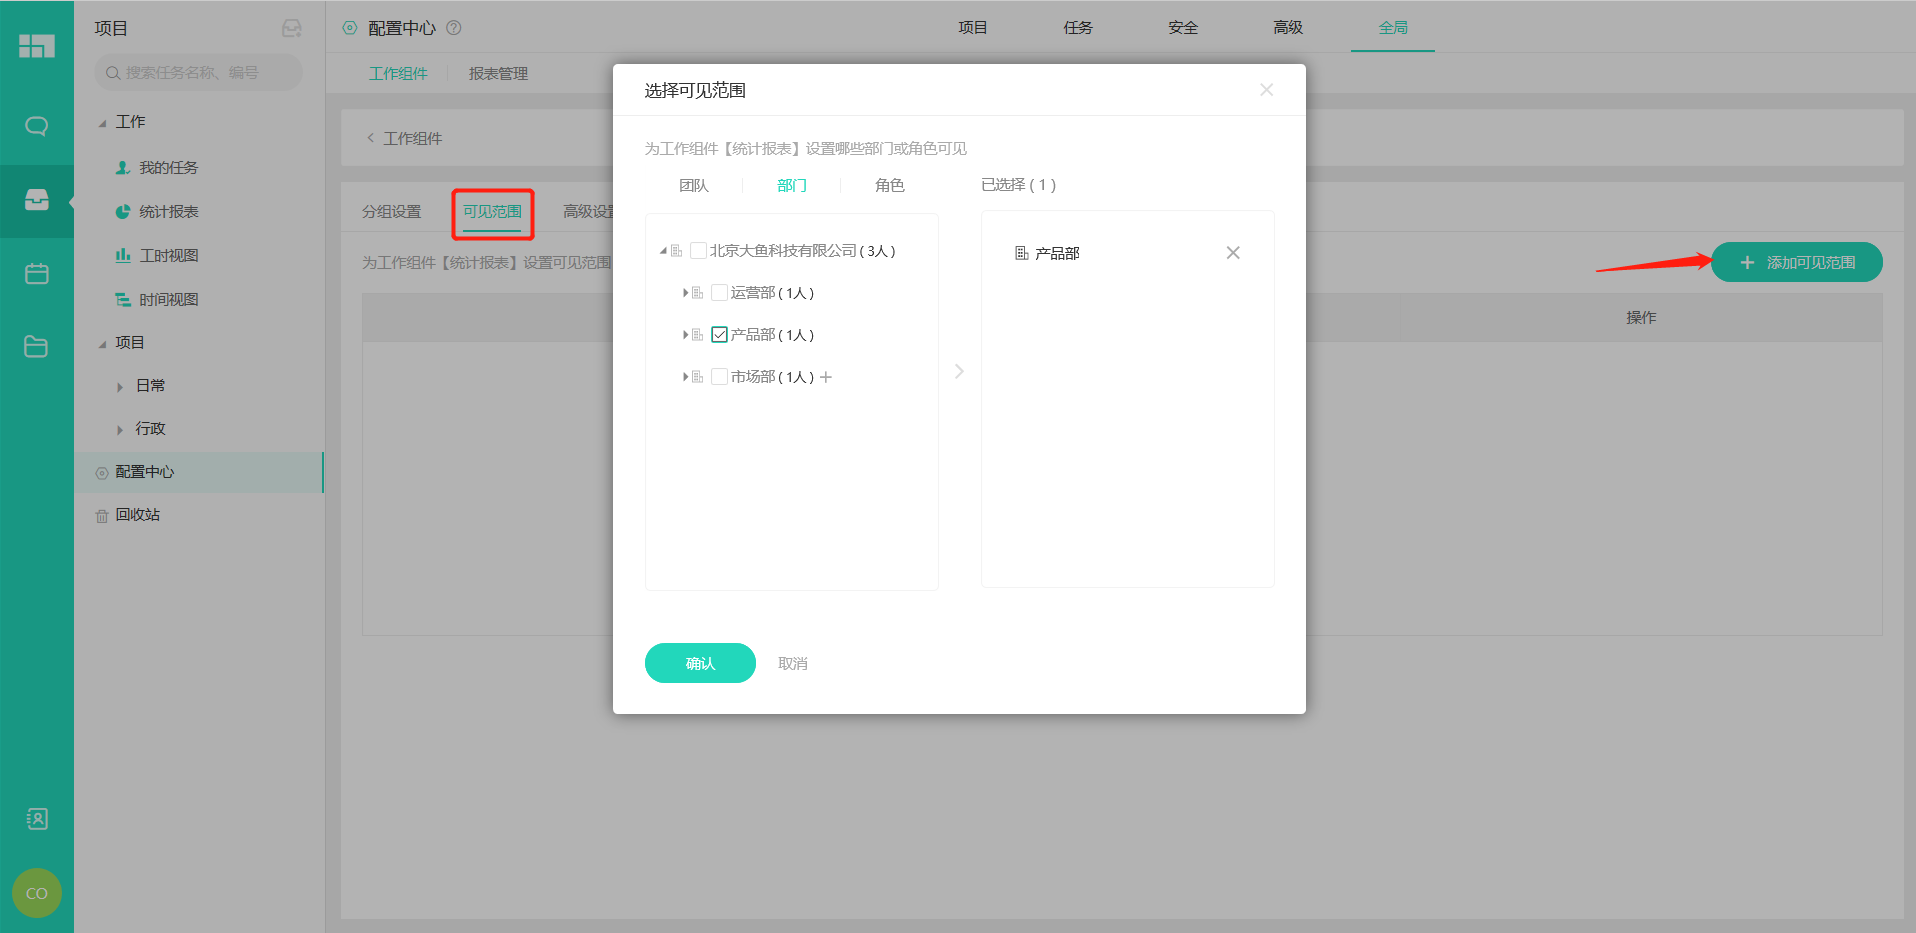 项目
搜索任务名称、编号
工作
我的任务
统计报表
工时视图
时间视图
项目
日常
行政
配置中心
回收站
CO
配置中心
项目
任务
安全
高级
全局
工作组件
报表管理
工作组件
分组设置
可见范围
高级设置
为工作组件【统计报表】设置可见范围
添加可见范围
操作
选择可见范围
为工作组件【统计报表】设置哪些部门或角色可见
团队
部门
角色
已选择 ( 1 )
北京大鱼科技有限公司 ( 3人 )
运营部 ( 1人 )
产品部 ( 1人 )
市场部 ( 1人 )
产品部
确认
取消